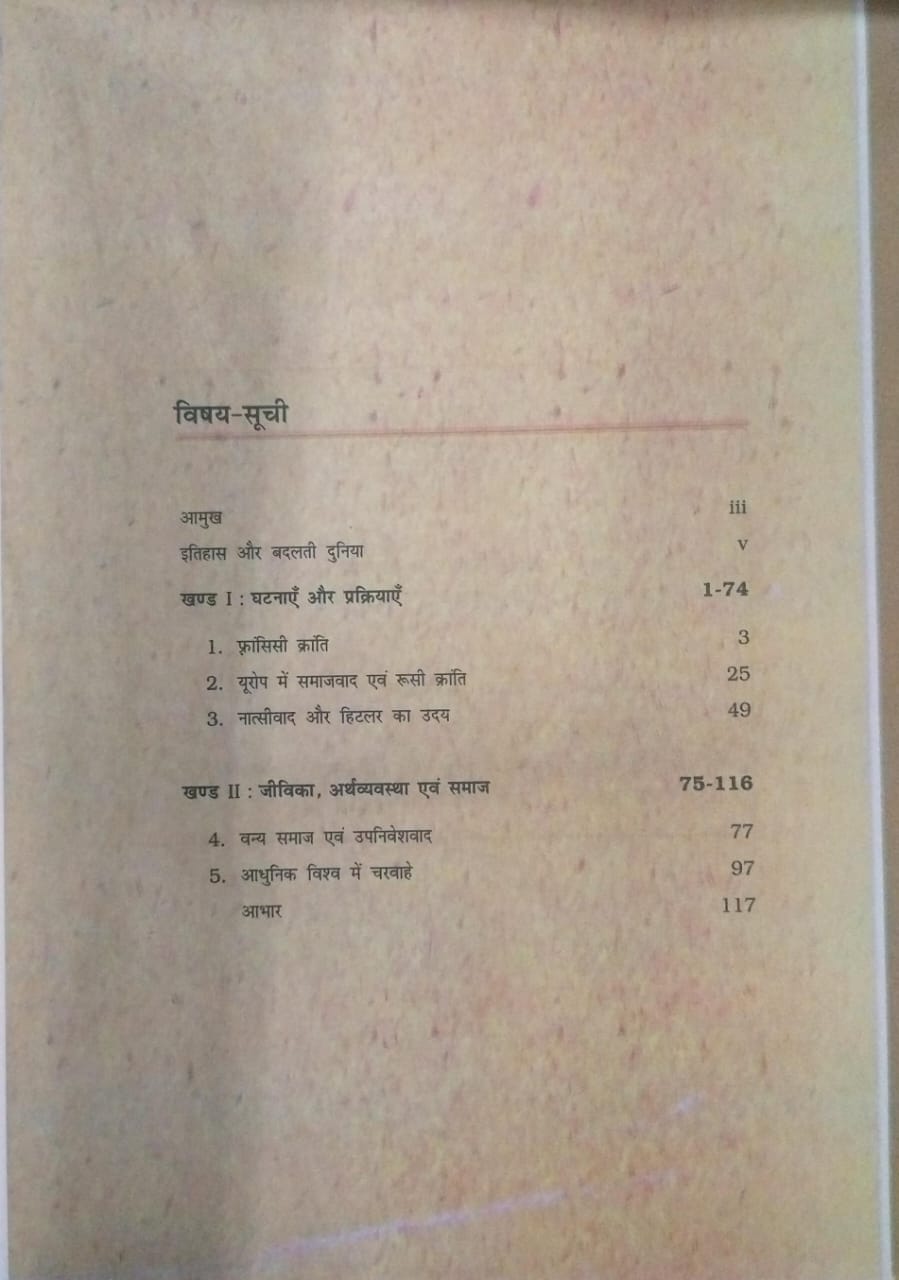 विषय-सूची
आमुख iii
इतिहास और बदलती दुनिया v
खण्ड I : घटनाएँ और प्रक्रियाएँ 1-74
1. फ़्रांसिसी क्रांति 3
2. यूरोप में समाजवाद एवं रूसी क्रांति 25
3. नात्सीवाद और हिटलर का उदय 49
खण्ड II : जीविका, अर्थव्यवस्था एवं समाज 75-116
4. वन्य समाज एवं उपनिवेशवाद 77
5. आधुनिक विश्व में चरवाहे 97
आभार 117